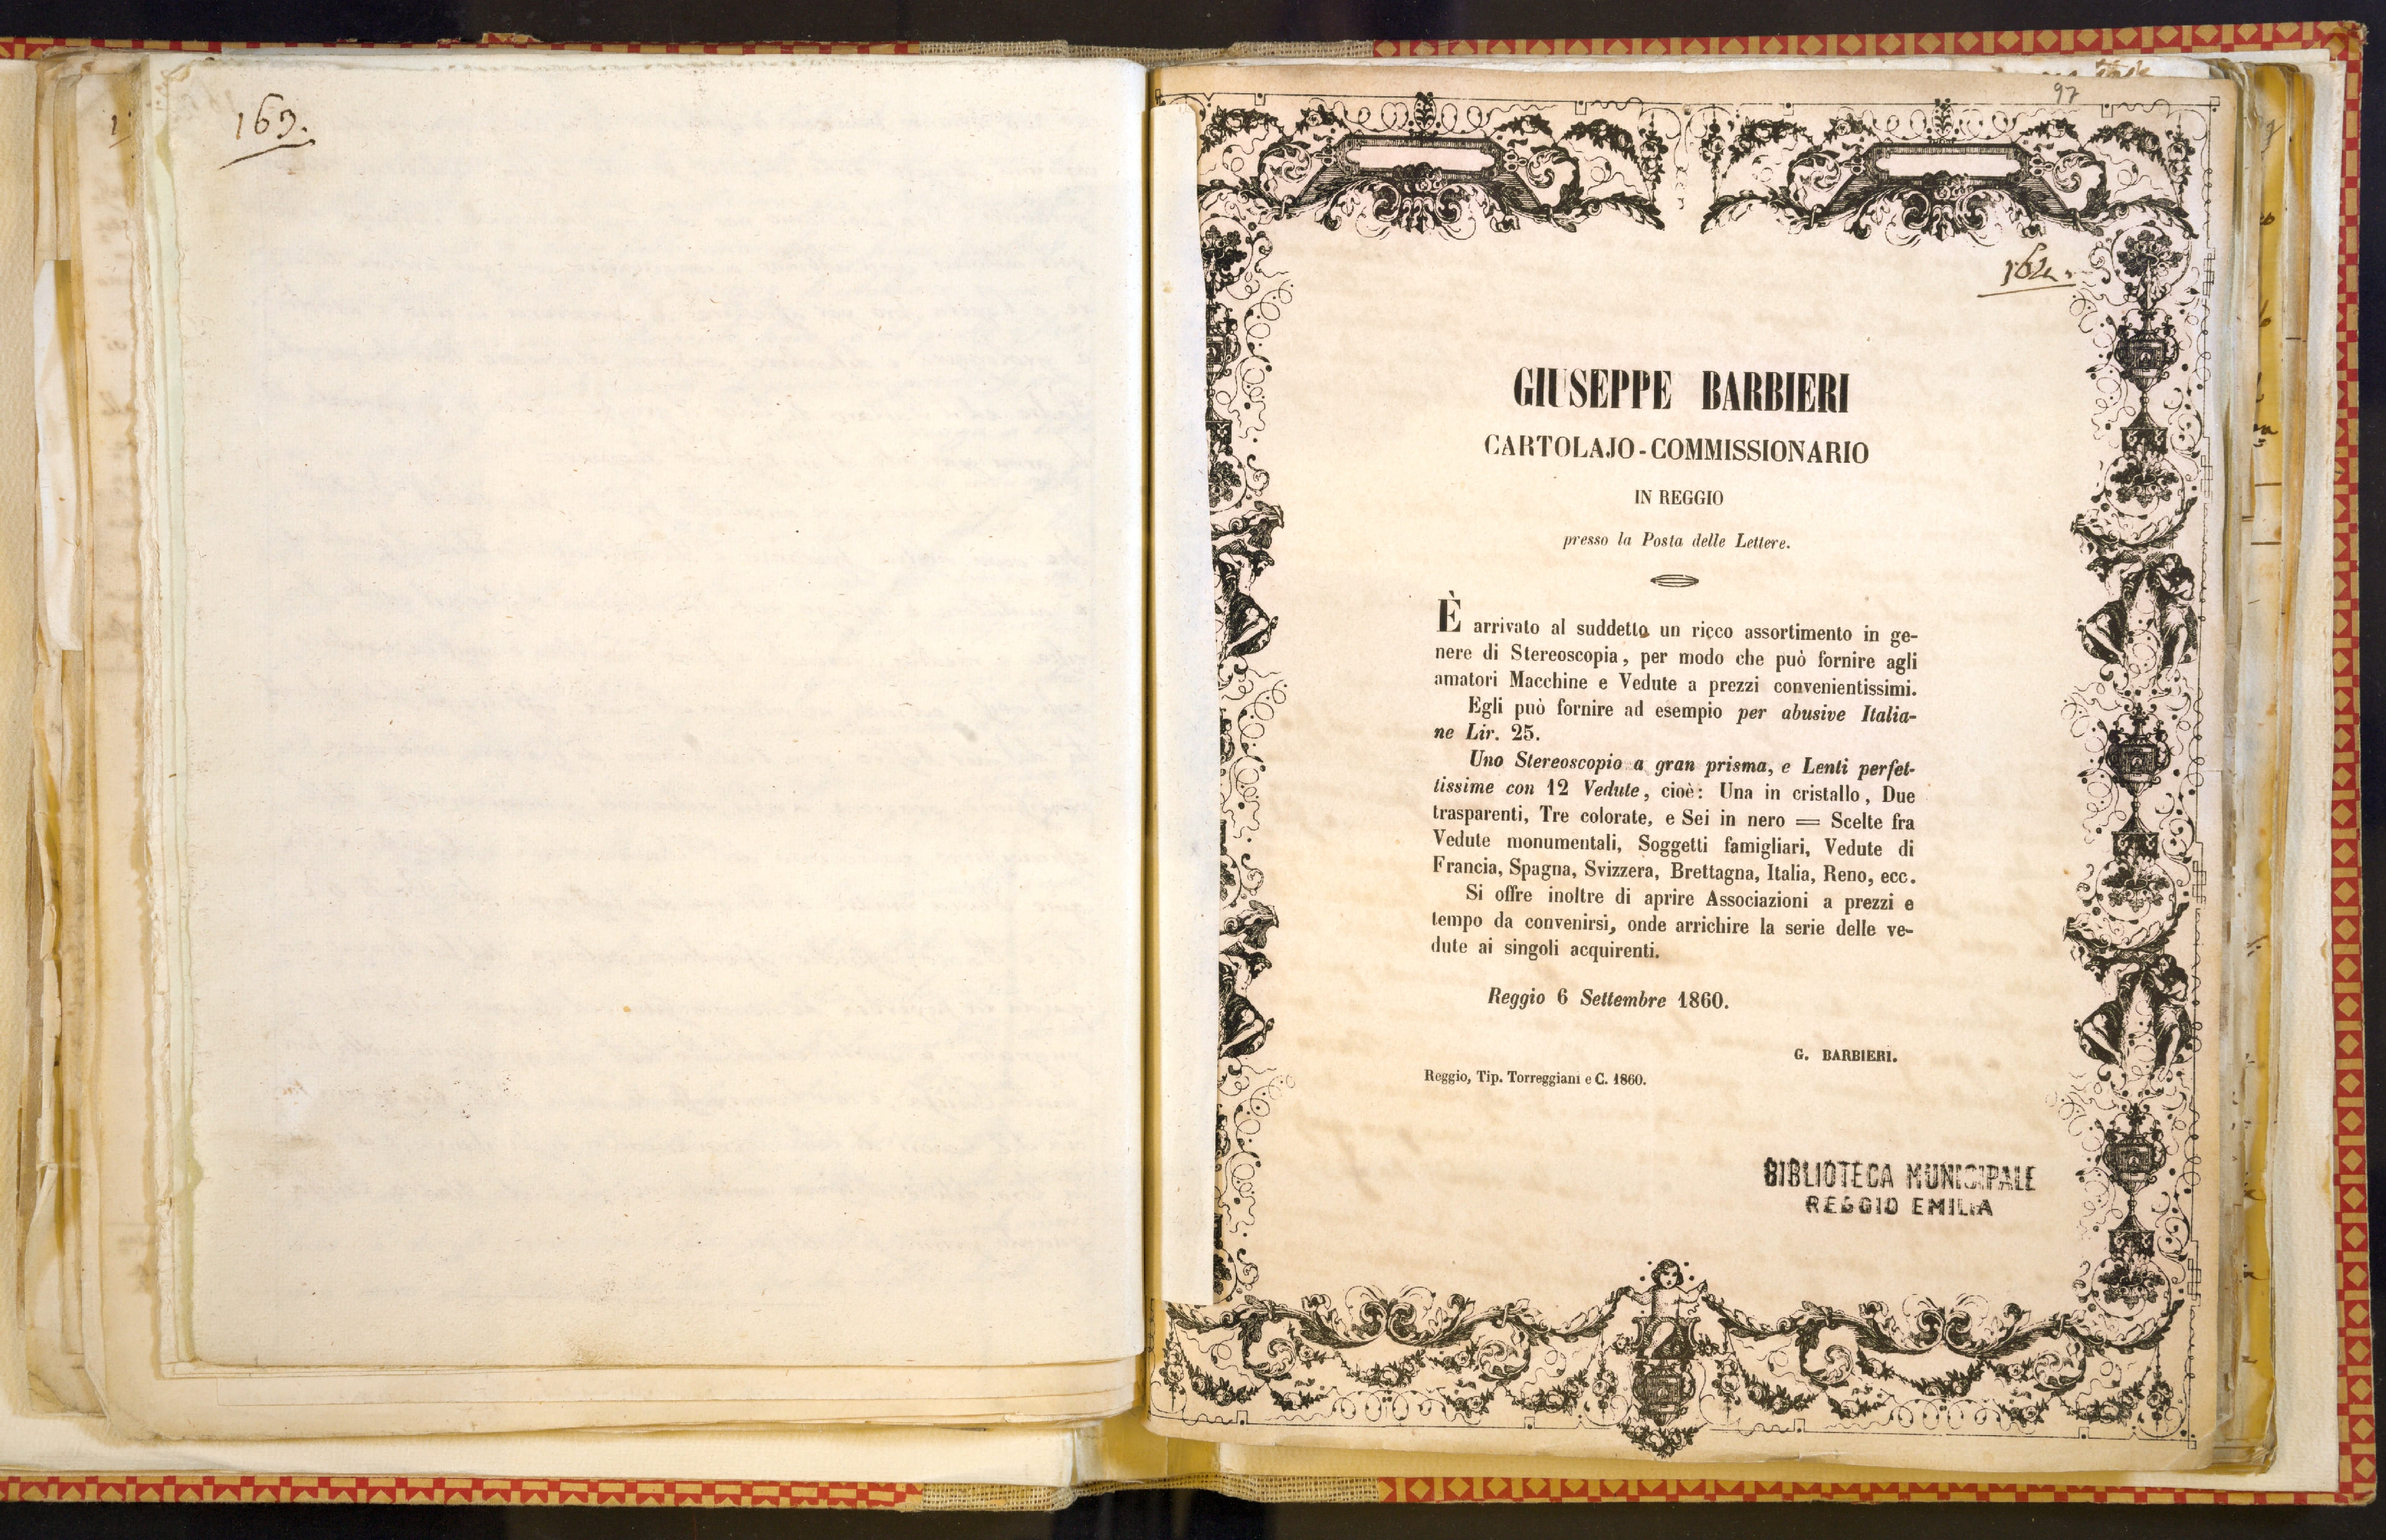 163.
97
164.
GIUSEPPE BARBIERI
CARTOLAJO-COMMISSIONARIO
IN REGGIO
presso la Posta delle Lettere.
È arrivato al suddetto un ricco assortimento in ge-
nere di Stereoscopia, per modo che può fornire agli
amatori Macchine e Vedute a prezzi convenientissimi.
Egli può fornire ad esempio per abusive Italia-
ne Lir. 25.
Uno Stereoscopio a gran prisma, e Lenti perfet-
tissime con 12 Vedute, cioè: Una in cristallo, Due
trasparenti, Tre colorate, e Sei in nero = Scelte fra
Vedute monumentali, Soggetti famigliari, Vedute di
Francia, Spagna, Svizzera, Brettagna, Italia, Reno, ecc.
Si offre inoltre di aprire Associazioni a prezzi e
tempo da convenirsi, onde arrichire la serie delle ve-
dute ai singoli acquirenti.
Reggio 6 Settembre 1860.
G. BARBIERI.
Reggio, Tip. Torreggiani e C. 1860.
BIBLIOTECA MUNICIPALE
REGGIO EMILIA